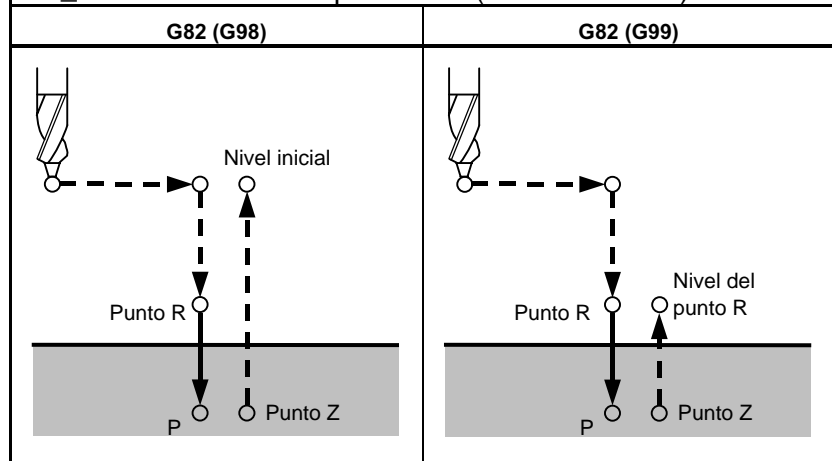 G82 (G98)
G82 (G99)
Nivel inicial
Punto R
P
Punto Z
Nivel del
punto R
Punto R
P
Punto Z